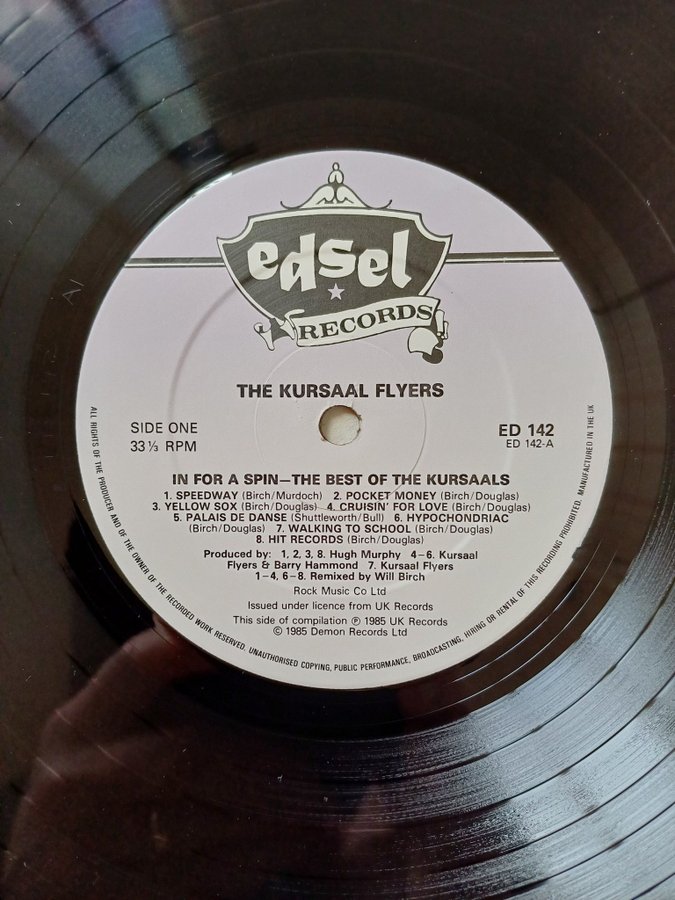 edsel
RECORDS
THE KURSAAL FLYERS
SIDE ONE
33⅓ RPM
ED 142
ED 142-A
IN FOR A SPIN—THE BEST OF THE KURSAALS
1. SPEEDWAY (Birch/Murdoch) 2. POCKET MONEY (Birch/Douglas)
3. YELLOW SOX (Birch/Douglas) 4. CRUISIN' FOR LOVE (Birch/Douglas)
5. PALAIS DE DANSE (Shuttleworth/Bull) 6. HYPOCHONDRIAC
(Birch/Douglas) 7. WALKING TO SCHOOL (Birch/Douglas)
8. HIT RECORDS (Birch/Douglas)
Produced by: 1, 2, 3, 8. Hugh Murphy 4–6. Kursaal
Flyers & Barry Hammond 7. Kursaal Flyers
1–4, 6–8. Remixed by Will Birch
Rock Music Co Ltd
Issued under licence from UK Records
This side of compilation ℗ 1985 UK Records
© 1985 Demon Records Ltd
ALL RIGHTS OF THE PRODUCER AND OF THE OWNER OF THE RECORDED WORK RESERVED. UNAUTHORISED COPYING, PUBLIC PERFORMANCE, BROADCASTING, HIRING OR RENTAL OF THIS RECORDING PROHIBITED. MANUFACTURED IN THE UK